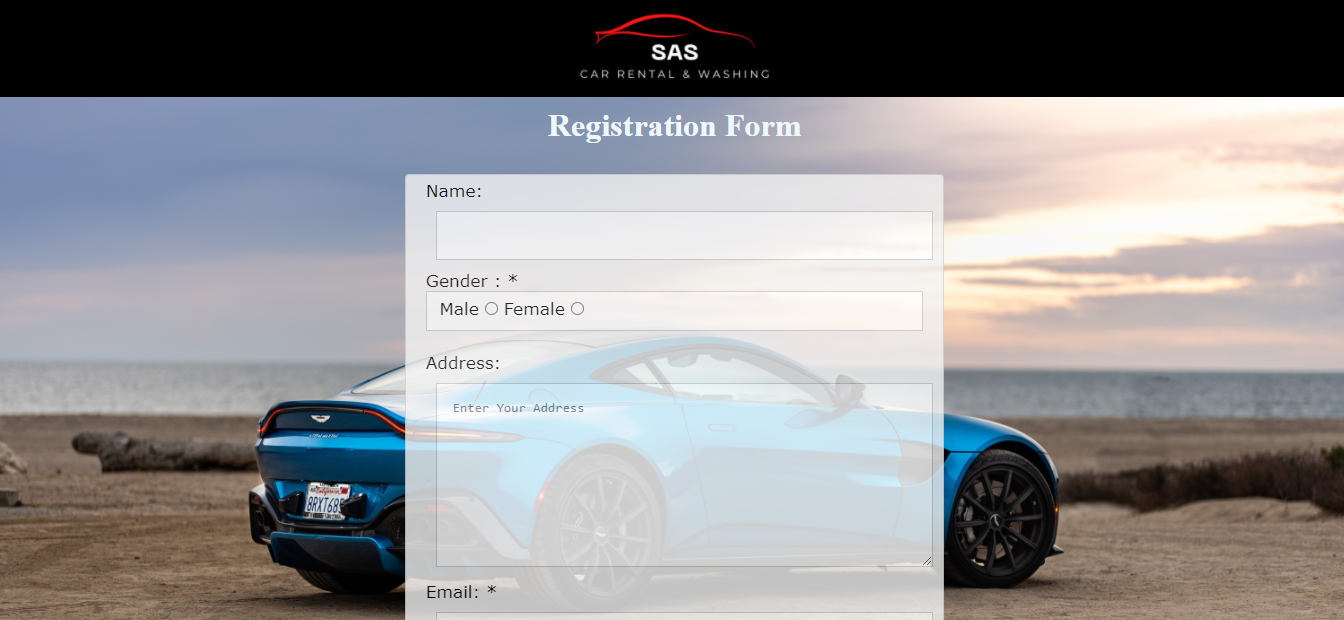 SAS
CAR RENTAL & WASHING
Registration Form
Name:
Gender : *
Male Female
Address:
Enter Your Address
Email: *